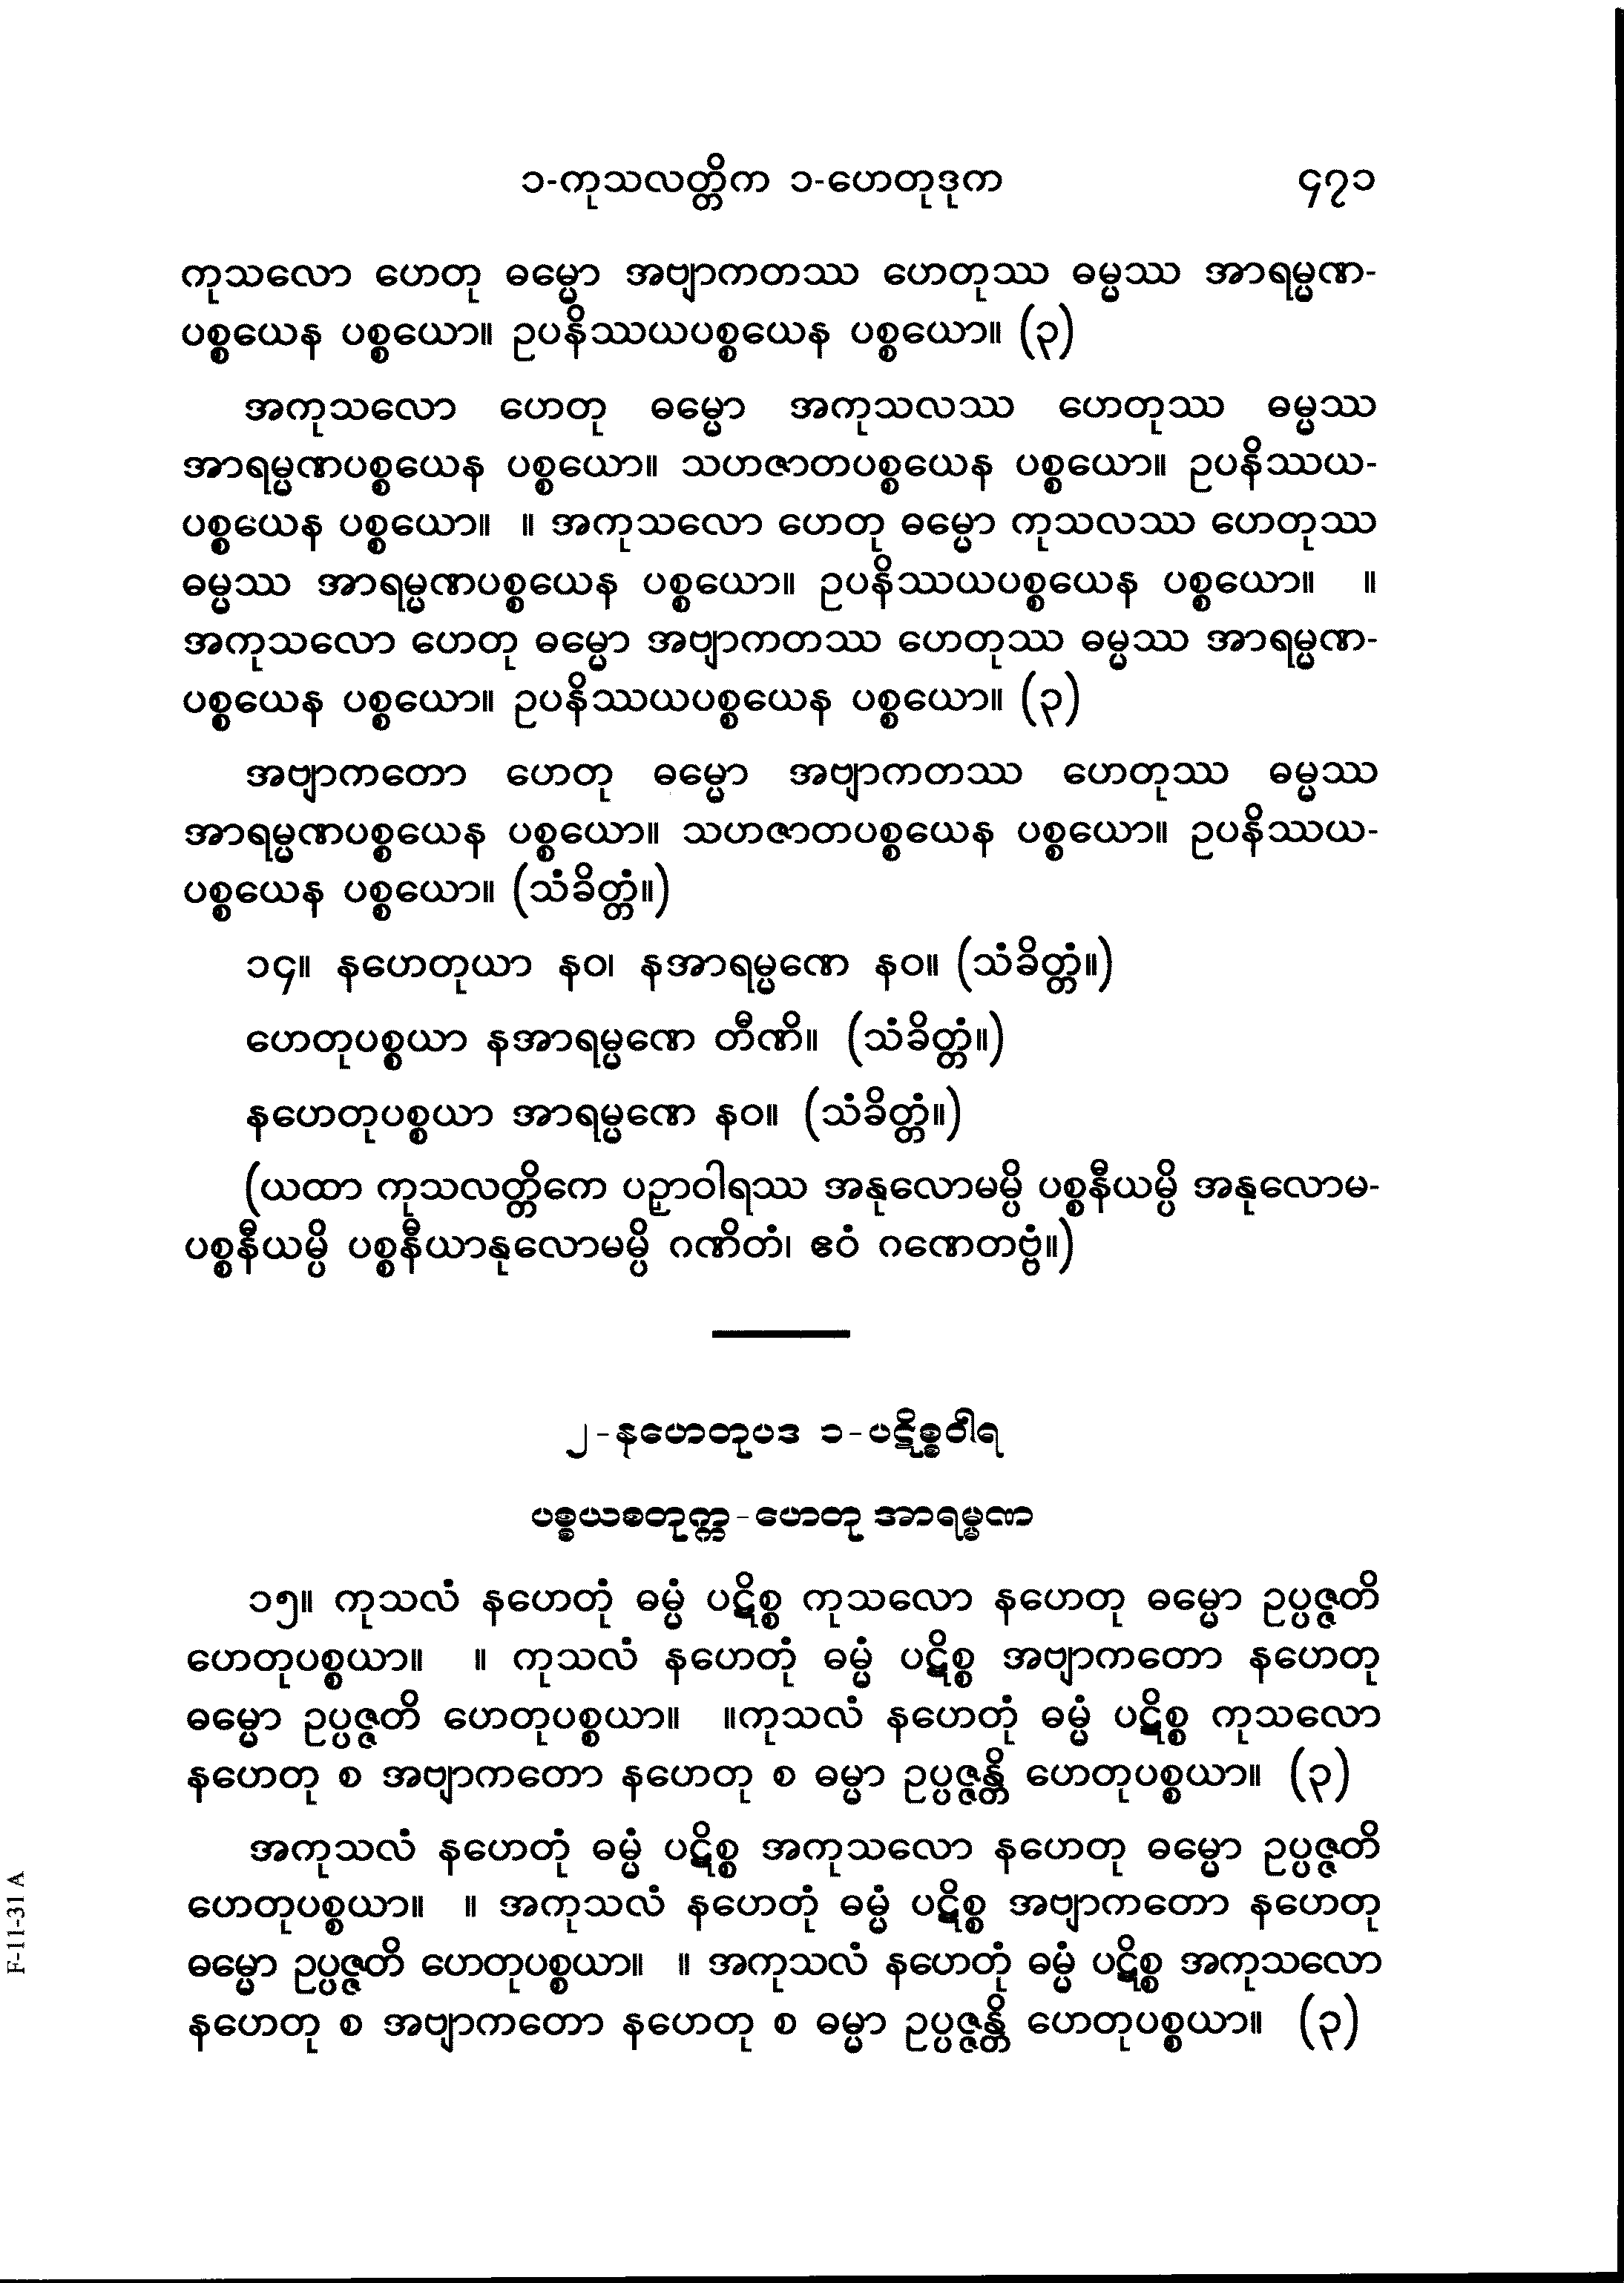 ၁-ကုသလတ္တိက ၁-ဟေတုဒုက ၄၇၁
ကုသလော ဟေတု ဓမ္မော အဗျာကတဿ ဟေတုဿ ဓမ္မဿ အာရမ္မဏ-
ပစ္စယေန ပစ္စယော။ ဥပနိဿယပစ္စယေန ပစ္စယော။ (၃)
အကုသလော ဟေတု ဓမ္မော အကုသလဿ ဟေတုဿ ဓမ္မဿ
အာရမ္မဏပစ္စယေန ပစ္စယော။ သဟဇာတပစ္စယေန ပစ္စယော။ ဥပနိဿယ-
ပစ္စယေန ပစ္စယော။ ။ အကုသလော ဟေတု ဓမ္မော ကုသလဿ ဟေတုဿ
ဓမ္မဿ အာရမ္မဏပစ္စယေန ပစ္စယော။ ဥပနိဿယပစ္စယေန ပစ္စယော။ ။
အကုသလော ဟေတု ဓမ္မော အဗျာကတဿ ဟေတုဿ ဓမ္မဿ အာရမ္မဏ-
ပစ္စယေန ပစ္စယော။ ဥပနိဿယပစ္စယေန ပစ္စယော။ (၃)
အဗျာကတော ဟေတု ဓမ္မော အဗျာကတဿ ဟေတုဿ ဓမ္မဿ
အာရမ္မဏပစ္စယေန ပစ္စယော။ သဟဇာတပစ္စယေန ပစ္စယော။ ဥပနိဿယ-
ပစ္စယေန ပစ္စယော။ (သံခိတ္တံ။)
၁၄။ နဟေတုယာ နဝ၊ နအာရမ္မဏေ နဝ။ (သံခိတ္တံ။)
ဟေတုပစ္စယာ နအာရမ္မဏေ တီဏိ။ (သံခိတ္တံ။)
နဟေတုပစ္စယာ အာရမ္မဏေ နဝ။ (သံခိတ္တံ။)
(ယထာ ကုသလတ္တိကေ ပဉှာဝါရဿ အနုလောမမ္ပိ ပစ္စနီယမ္ပိ အနုလောမ-
ပစ္စနီယမ္ပိ ပစ္စနီယာနုလောမမ္ပိ ဂဏိတံ၊ ဧဝံ ဂဏေတဗ္ဗံ။)
၂-နဟေတုပဒ ၁-ပဋိစ္စဝါရ
ပစ္စယစတုက္က-ဟေတု အာရမ္မဏ
၁၅။ ကုသလံ နဟေတုံ ဓမ္မံ ပဋိစ္စ ကုသလော နဟေတု ဓမ္မော ဥပ္ပဇ္ဇတိ
ဟေတုပစ္စယာ။ ။ ကုသလံ နဟေတုံ ဓမ္မံ ပဋိစ္စ အဗျာကတော နဟေတု
ဓမ္မော ဥပ္ပဇ္ဇတိ ဟေတုပစ္စယာ။ ။ကုသလံ နဟေတုံ ဓမ္မံ ပဋိစ္စ ကုသလော
နဟေတု စ အဗျာကတော နဟေတု စ ဓမ္မာ ဥပ္ပဇ္ဇန္တိ ဟေတုပစ္စယာ။ (၃)
အကုသလံ နဟေတုံ ဓမ္မံ ပဋိစ္စ အကုသလော နဟေတု ဓမ္မော ဥပ္ပဇ္ဇတိ
ဟေတုပစ္စယာ။ ။ အကုသလံ နဟေတုံ ဓမ္မံ ပဋိစ္စ အဗျာကတော နဟေတု
ဓမ္မော ဥပ္ပဇ္ဇတိ ဟေတုပစ္စယာ။ ။ အကုသလံ နဟေတုံ ဓမ္မံ ပဋိစ္စ အကုသလော
နဟေတု စ အဗျာကတော နဟေတု စ ဓမ္မာ ဥပ္ပဇ္ဇန္တိ ဟေတုပစ္စယာ။ (၃)
F-11-31 A